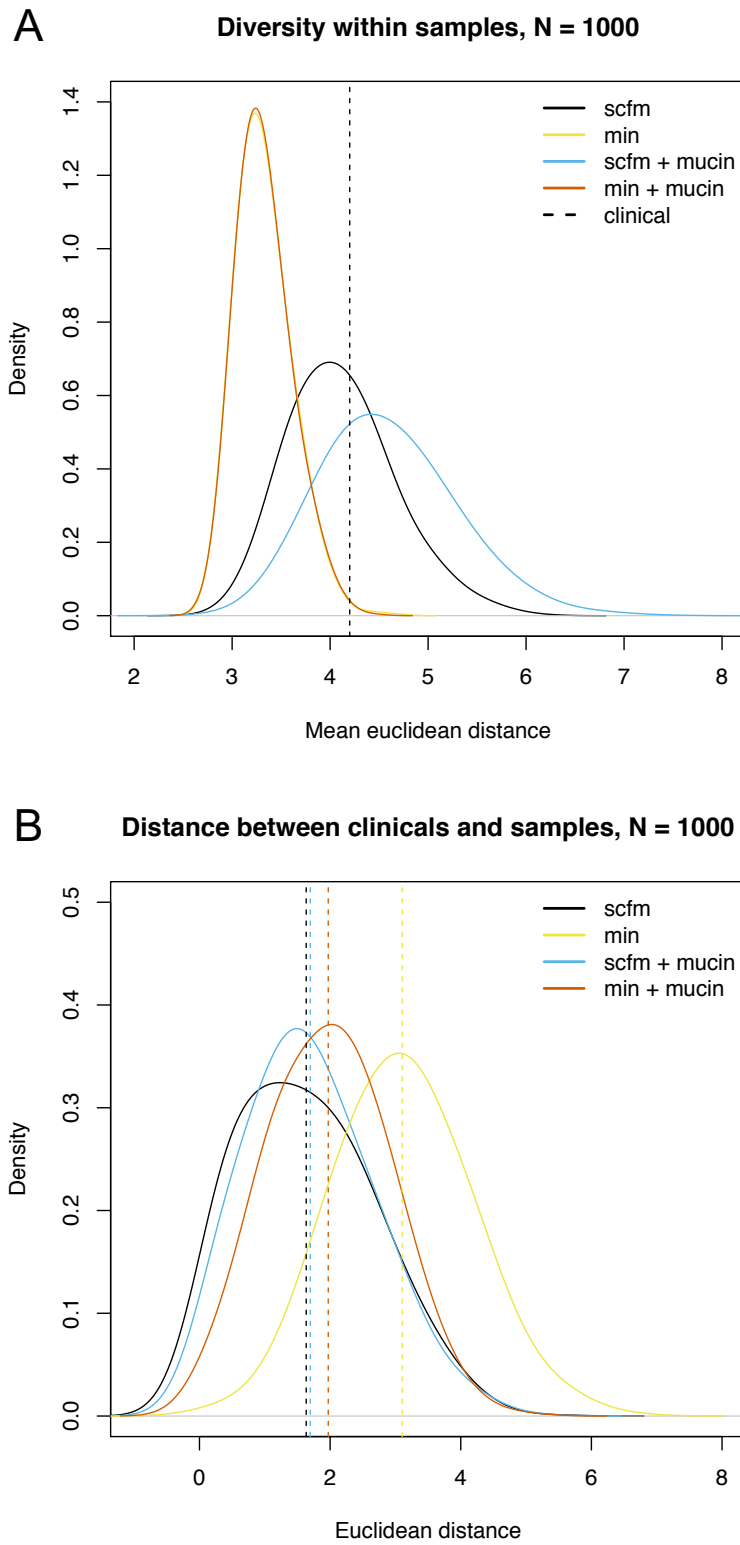 A
Diversity within samples, N = 1000
scfm
min
scfm + mucin
min + mucin
clinical
Density
0.0 0.2 0.4 0.6 0.8 1.0 1.2 1.4
2 3 4 5 6 7 8
Mean euclidean distance
B
Distance between clinicals and samples, N = 1000
scfm
min
scfm + mucin
min + mucin
Density
0.0 0.1 0.2 0.3 0.4 0.5
0 2 4 6 8
Euclidean distance